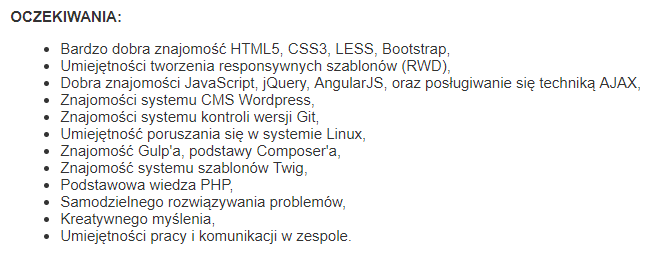 OCZEKIWANIA:
• Bardzo dobra znajomość HTML5, CSS3, LESS, Bootstrap,
• Umiejętności tworzenia responsywnych szablonów (RWD),
• Dobra znajomości JavaScript, jQuery, AngularJS, oraz posługiwanie się techniką AJAX,
• Znajomości systemu CMS Wordpress,
• Znajomości systemu kontroli wersji Git,
• Umiejętność poruszania się w systemie Linux,
• Znajomość Gulp'a, podstawy Composer'a,
• Znajomość systemu szablonów Twig,
• Podstawowa wiedza PHP,
• Samodzielnego rozwiązywania problemów,
• Kreatywnego myślenia,
• Umiejętności pracy i komunikacji w zespole.